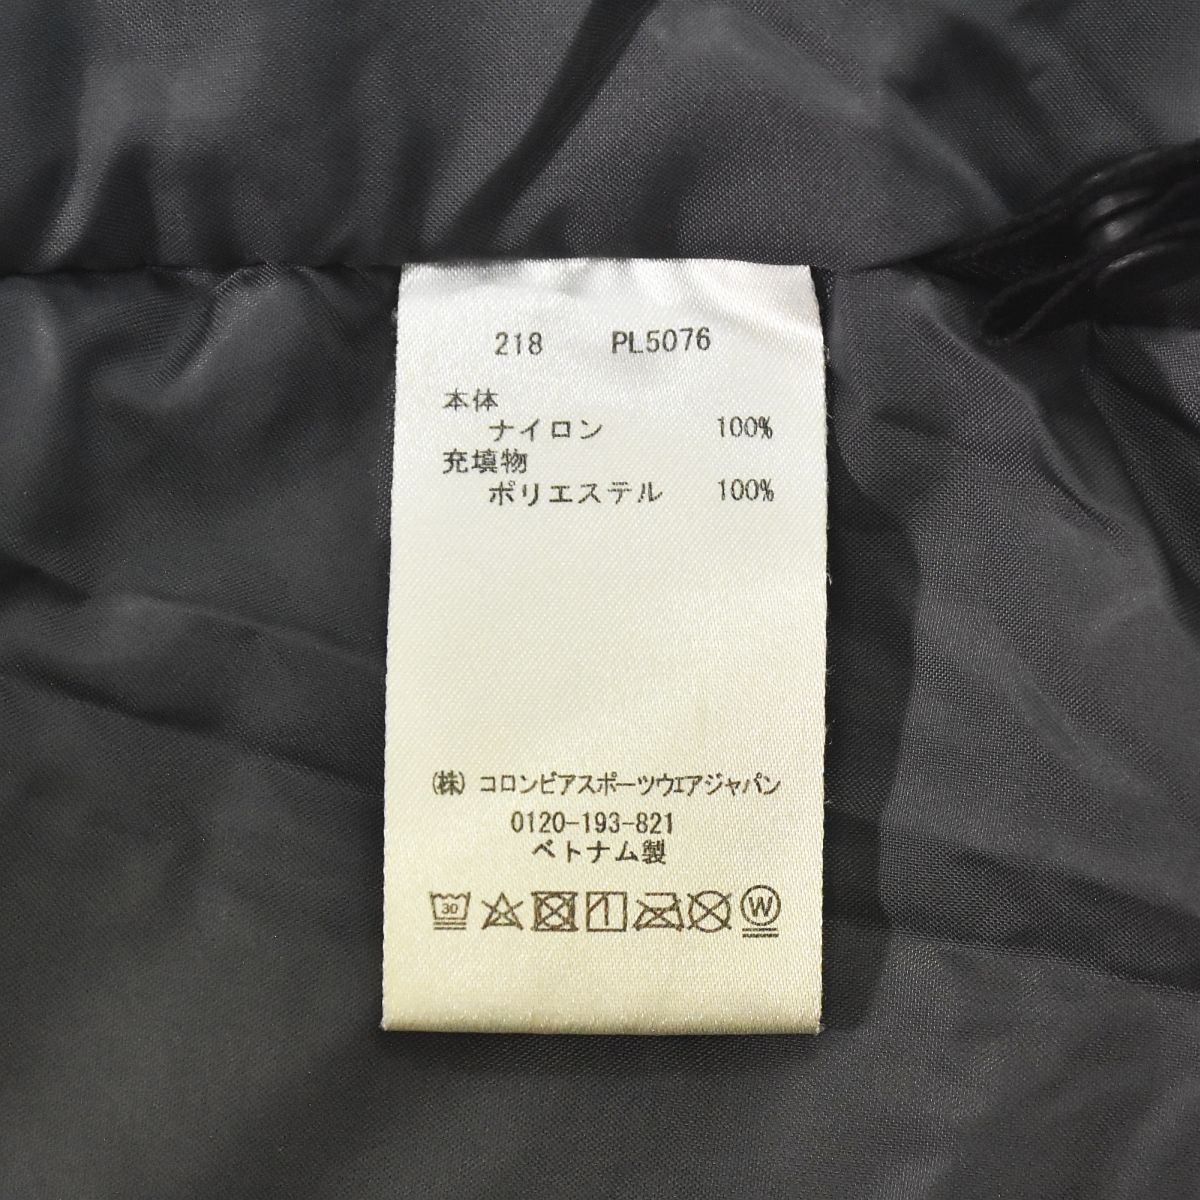 218 PL5076
本体
ナイロン 100%
充填物
ポリエステル 100%
(株) コロンビアスポーツウエアジャパン
0120-193-821
ベトナム製
30 W